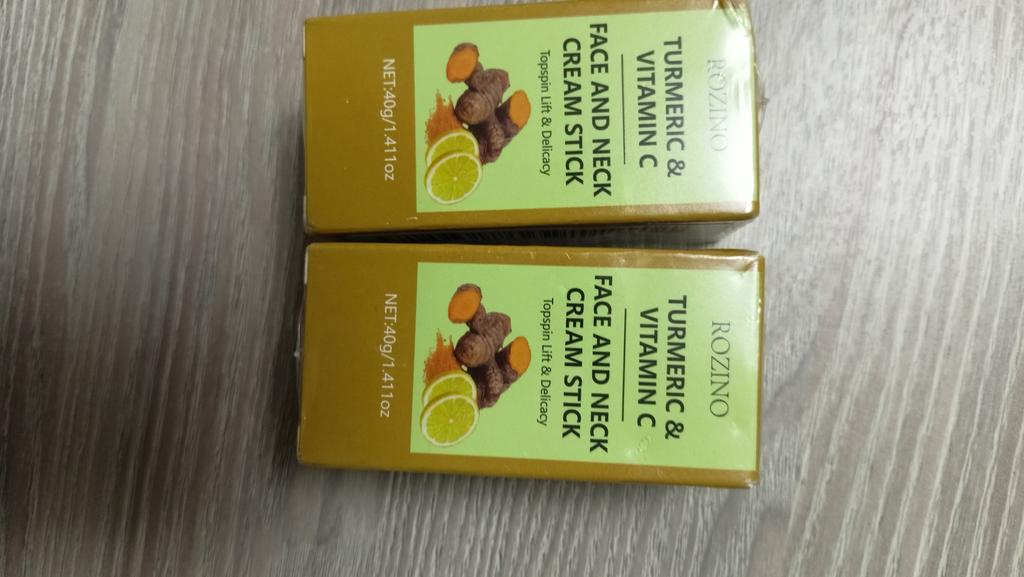 ROZINO
TURMERIC &
VITAMIN C
FACE AND NECK
CREAM STICK
Topspin Lift & Delicacy
NET:40g/1.411oz
ROZINO
TURMERIC &
VITAMIN C
FACE AND NECK
CREAM STICK
Topspin Lift & Delicacy
NET:40g/1.411oz